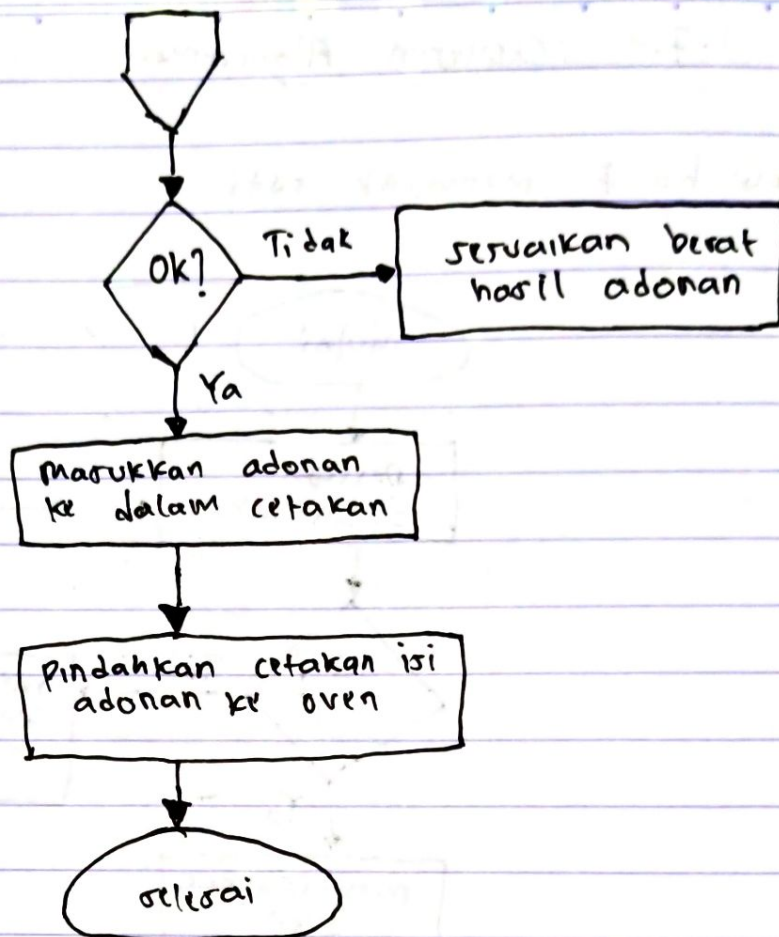 Ok?
Tidak
sesuaikan berat
hasil adonan
Ya
masukkan adonan
ke dalam cetakan
pindahkan cetakan isi
adonan ke oven
selesai